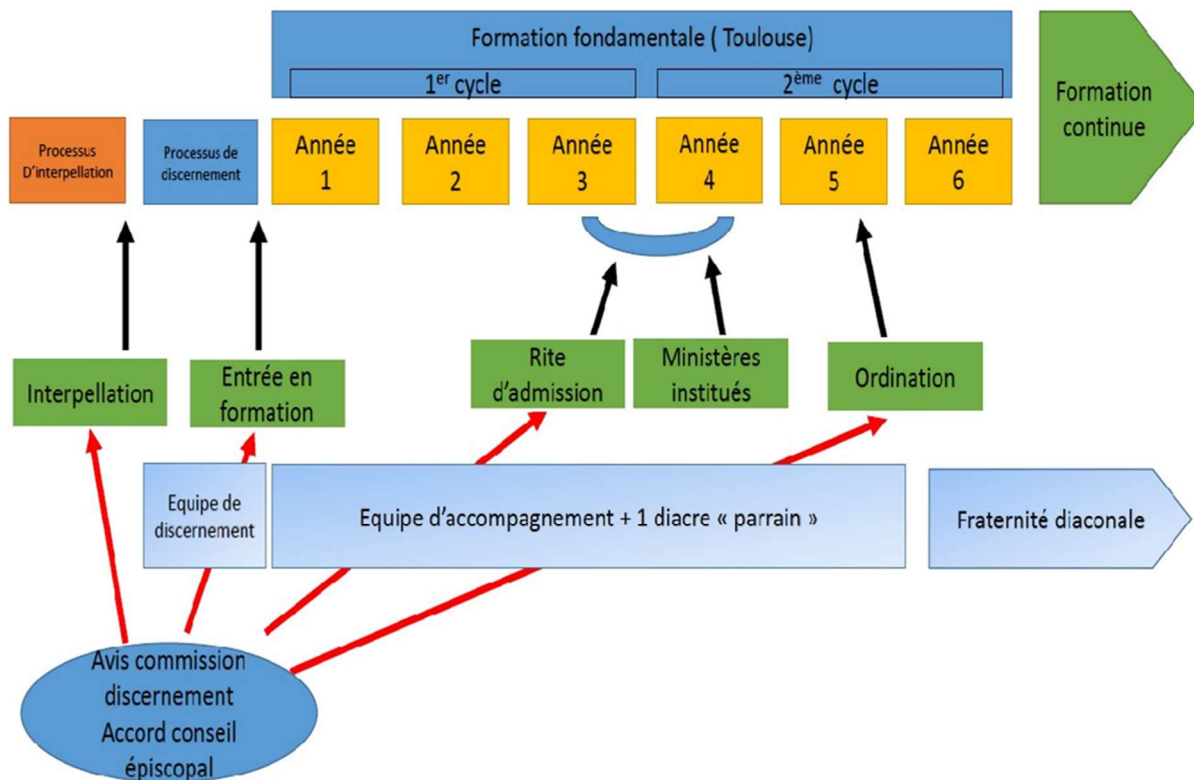 Formation fondamentale ( Toulouse)
1er cycle
2ème cycle
Formation
continue
Processus
D'interpellation
Processus de
discernement
Année
1
Année
2
Année
3
Année
4
Année
5
Année
6
Interpellation
Entrée en
formation
Rite
d'admission
Ministères
institués
Ordination
Equipe de
discernement
Equipe d'accompagnement + 1 diacre « parrain »
Fraternité diaconale
Avis commission
discernement
Accord conseil
épiscopal